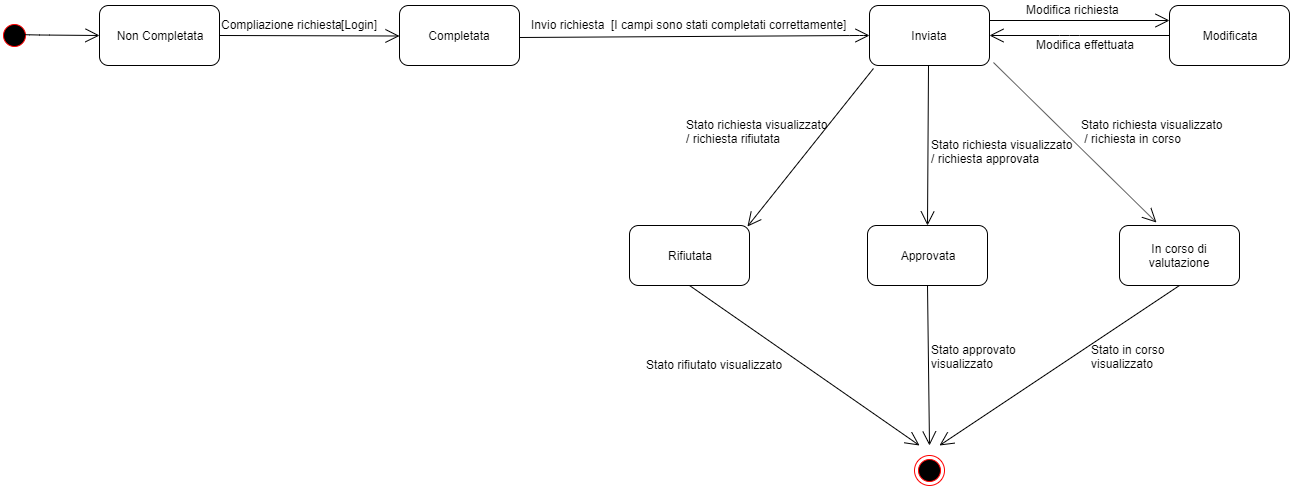 Non Completata
Compliazione richiesta[Login]
Completata
Invio richiesta  [I campi sono stati completati correttamente]
Inviata
Modifica richiesta
Modifica effettuata
Modificata
Stato richiesta visualizzato
/ richiesta rifiutata
Stato richiesta visualizzato
/ richiesta approvata
Stato richiesta visualizzato
/ richiesta in corso
Rifiutata
Approvata
In corso di
valutazione
Stato rifiutato visualizzato
Stato approvato
visualizzato
Stato in corso
visualizzato